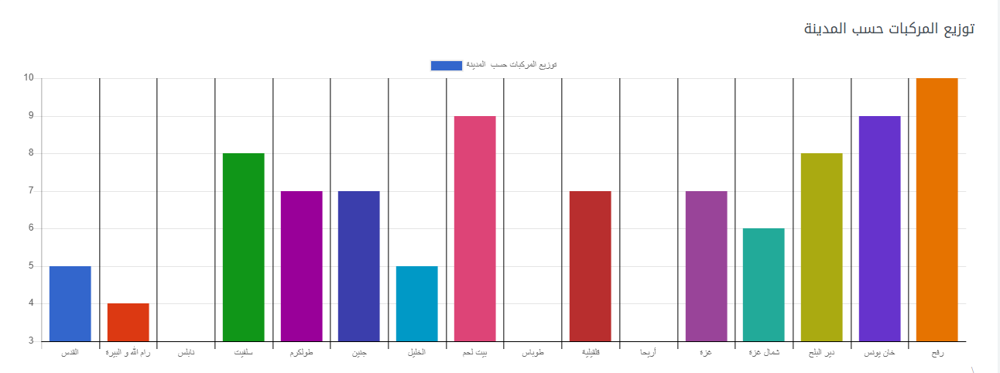 توزيع المركبات حسب المدينة
توزيع المركبات حسب المدينة
10
9
8
7
6
5
4
3
القدس
رام الله و البيرة
نابلس
سلفيت
طولكرم
جنين
الخليل
بيت لحم
طوباس
قلقيلية
أريحا
غزة
شمال غزة
دير البلح
خان يونس
رفح
\